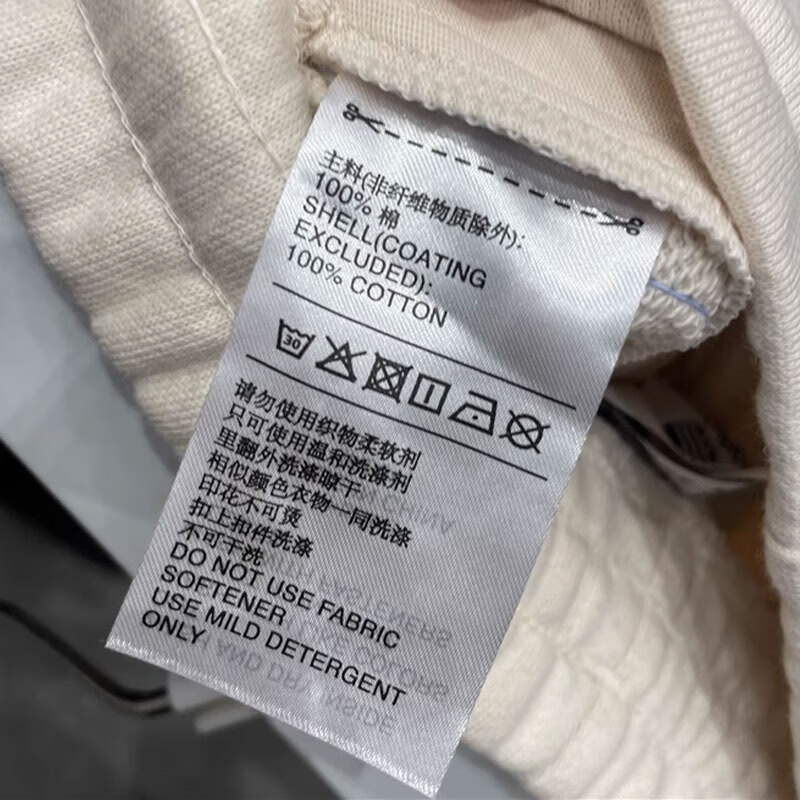 主料(非纤维物质除外):
100% 棉
SHELL(COATING
EXCLUDED):
100% COTTON
30
请勿使用织物柔软剂
只可使用温和洗涤剂
里翻外洗涤晾干
相似颜色衣物一同洗涤
印花不可烫
扣上扣件洗涤
不可干洗
DO NOT USE FABRIC
SOFTENER
USE MILD DETERGENT
ONLY